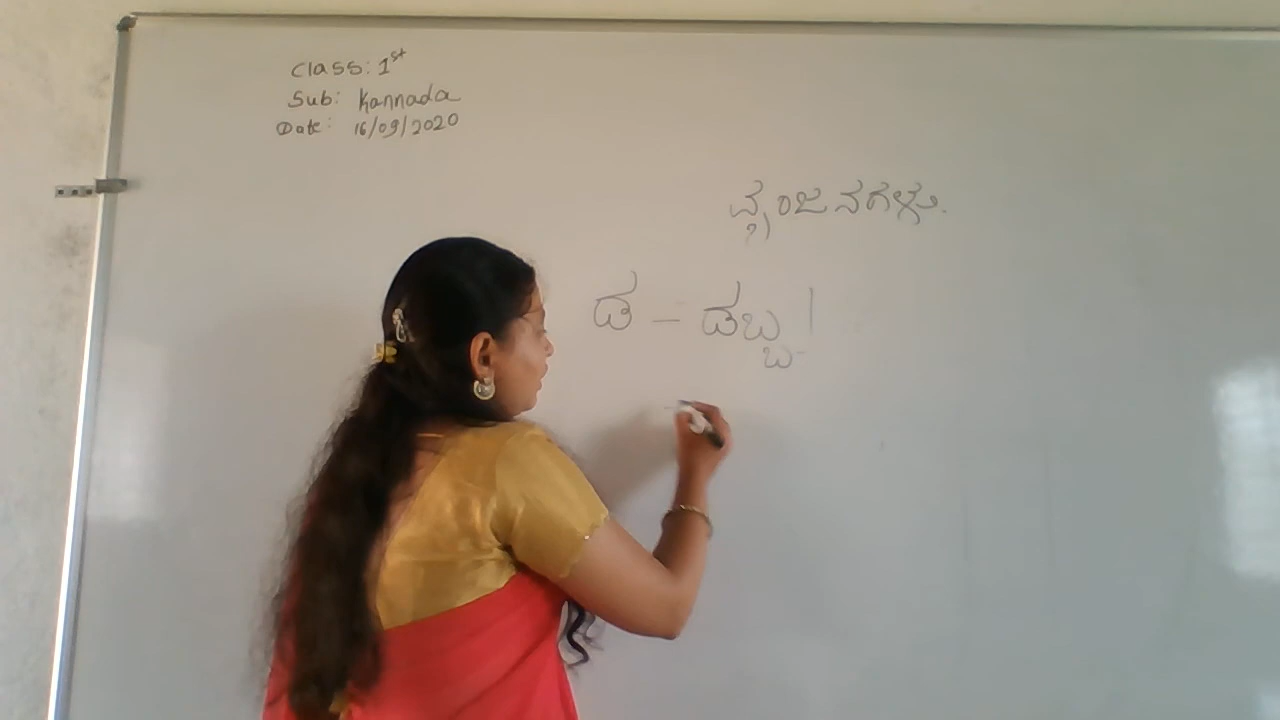 Class: 1st
Sub: Kannada
Date: 16/09/2020
ವ್ಯಂಜನಗಳು.
ಡ - ಡಬ್ಬ |